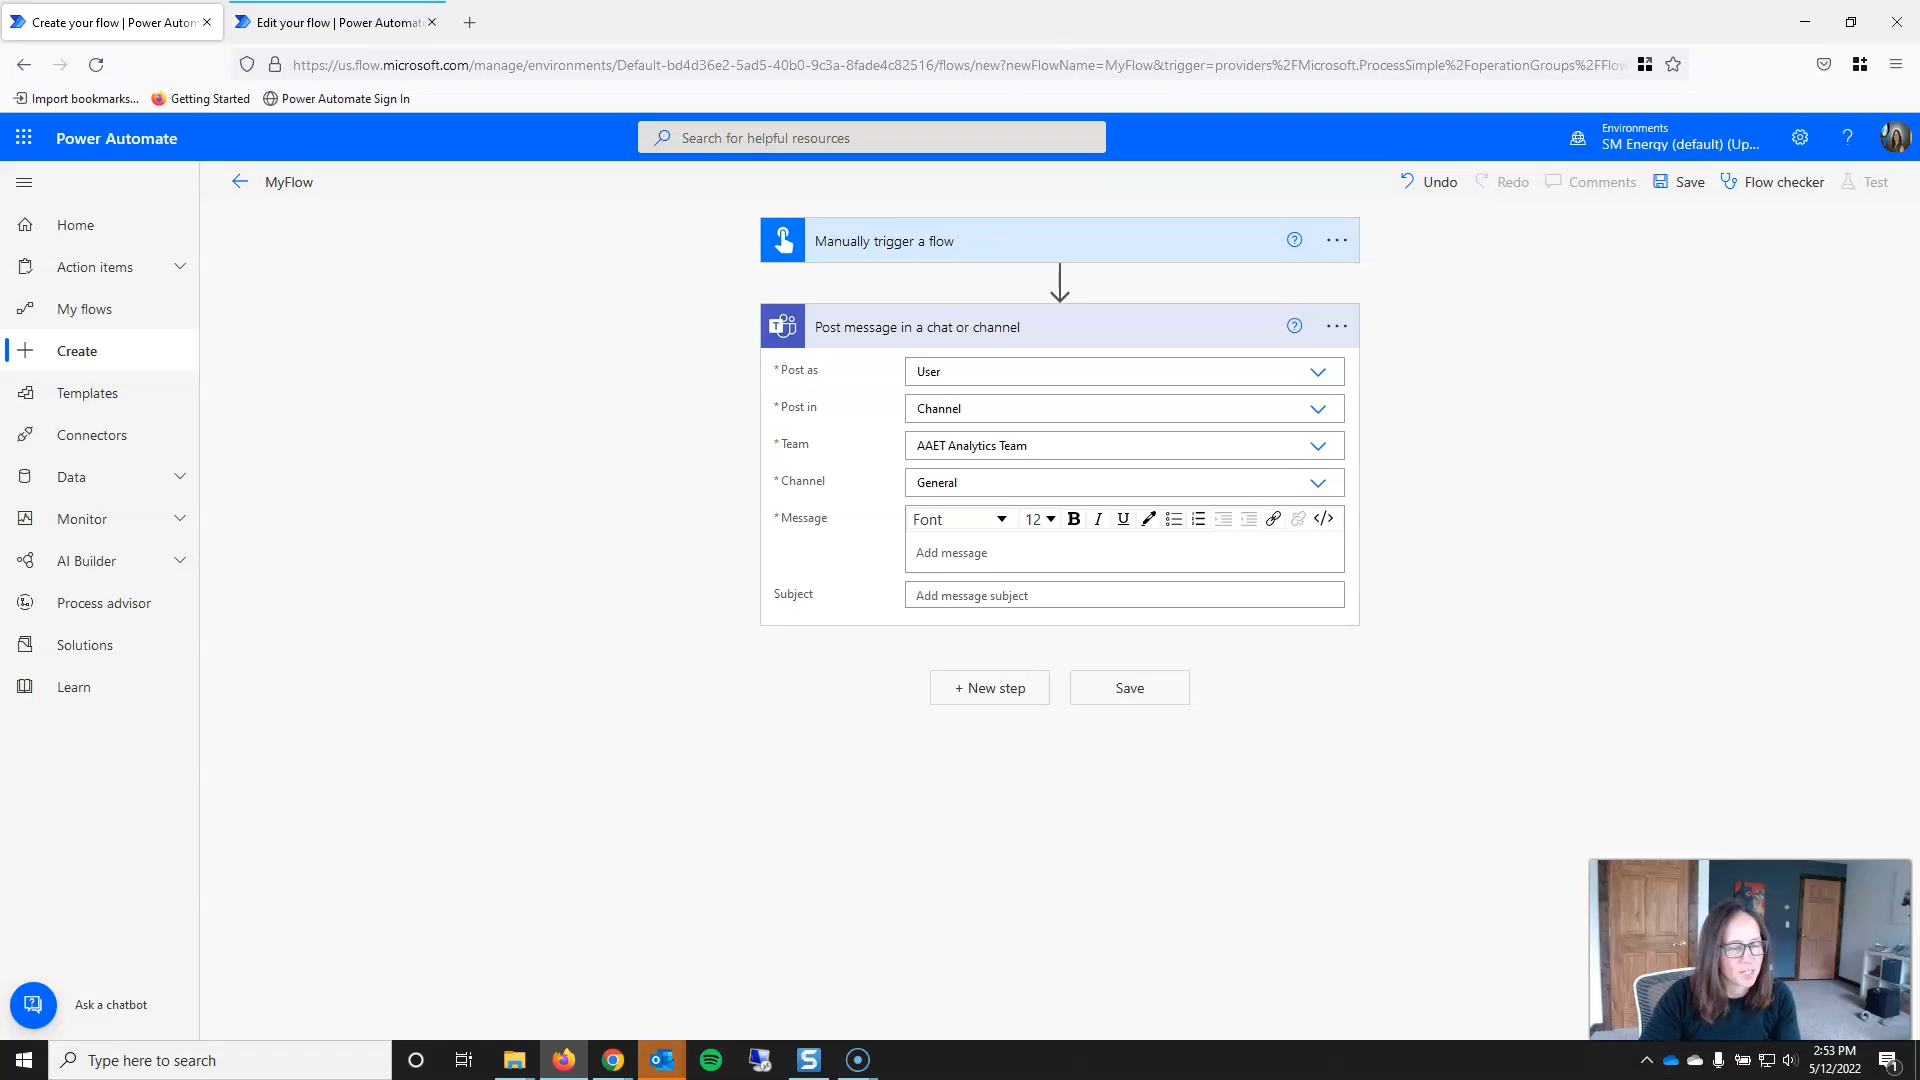 Create your flow | Power Autom
Edit your flow | Power Automat
https://us.flow.microsoft.com/manage/environments/Default-bd4d36e2-5ad5-40b0-9c3a-8fade4c82516/flows/new?newFlowName=MyFlow&trigger=providers%2FMicrosoft.ProcessSimple%2FoperationGroups%2FFlow
Import bookmarks...
Getting Started
Power Automate Sign In
Power Automate
Search for helpful resources
Environments
SM Energy (default) (Up...
MyFlow
Undo
Redo
Comments
Save
Flow checker
Test
Home
Action items
My flows
Create
Templates
Connectors
Data
Monitor
AI Builder
Process advisor
Solutions
Learn
Ask a chatbot
Manually trigger a flow
Post message in a chat or channel
* Post as
User
* Post in
Channel
* Team
AAET Analytics Team
* Channel
General
* Message
Font
12
B I U
Add message
Subject
Add message subject
+ New step
Save
Type here to search
2:53 PM
5/12/2022
1